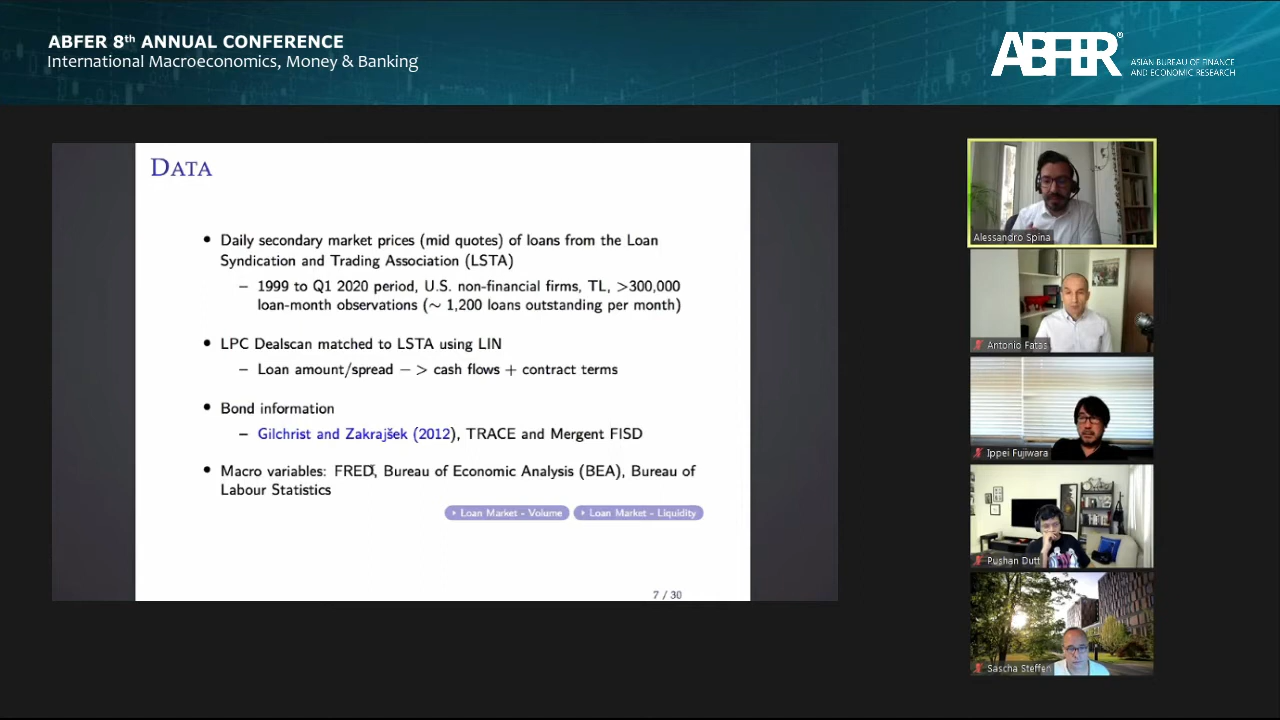 ABFER 8th ANNUAL CONFERENCE
International Macroeconomics, Money & Banking
ABFER®
ASIAN BUREAU OF FINANCE
AND ECONOMIC RESEARCH
DATA
• Daily secondary market prices (mid quotes) of loans from the Loan
Syndication and Trading Association (LSTA)
– 1999 to Q1 2020 period, U.S. non-financial firms, TL, >300,000
loan-month observations (∼ 1,200 loans outstanding per month)
• LPC Dealscan matched to LSTA using LIN
– Loan amount/spread − > cash flows + contract terms
• Bond information
– Gilchrist and Zakrajšek (2012), TRACE and Mergent FISD
• Macro variables: FRED, Bureau of Economic Analysis (BEA), Bureau of
Labour Statistics
Loan Market - Volume
Loan Market - Liquidity
7 / 30
Alessandro Spina
Antonio Fatas
Ippei Fujiwara
Pushan Dutt
Sascha Steffen